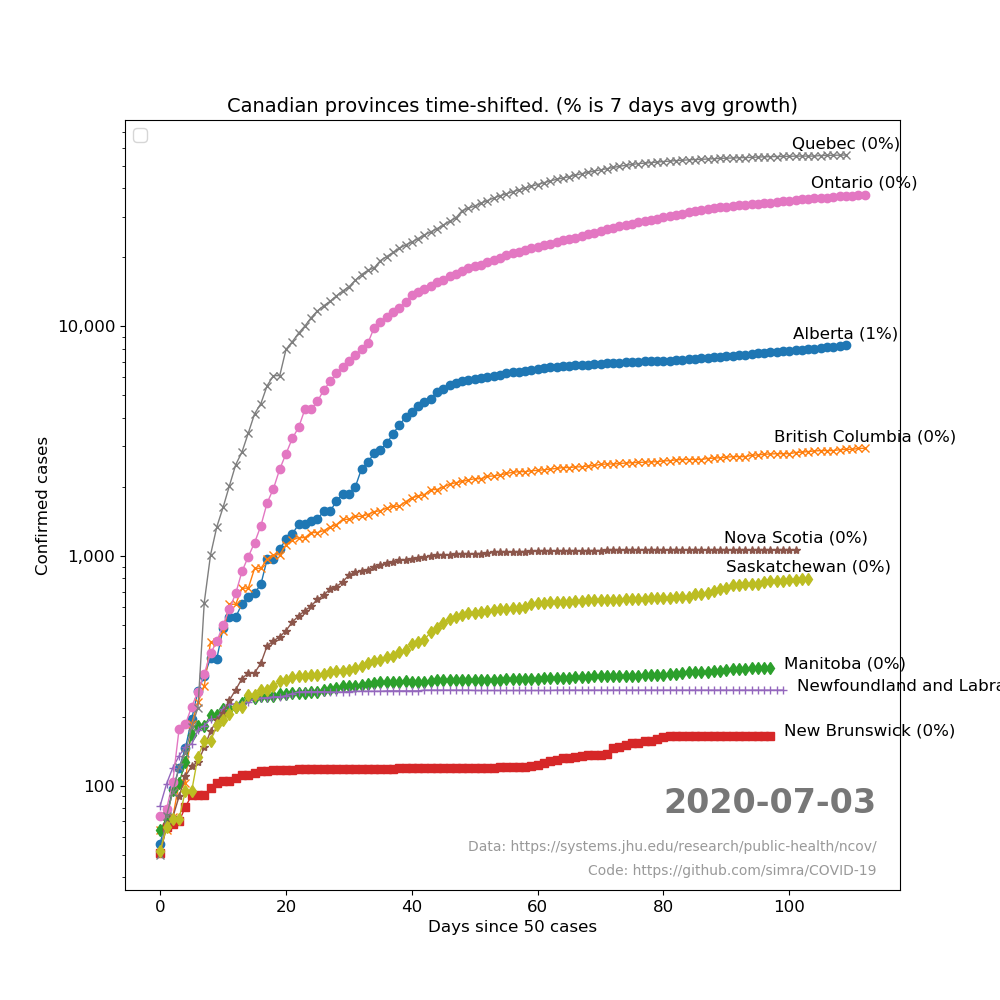 Canadian provinces time-shifted. (% is 7 days avg growth)
Quebec (0%)
Ontario (0%)
10,000
Alberta (1%)
British Columbia (0%)
Confirmed cases
Nova Scotia (0%)
1,000
Saskatchewan (0%)
Manitoba (0%)
Newfoundland and Labra
New Brunswick (0%)
100
2020-07-03
Data: https://systems.jhu.edu/research/public-health/ncov/
Code: https://github.com/simra/COVID-19
0 20 40 60 80 100
Days since 50 cases